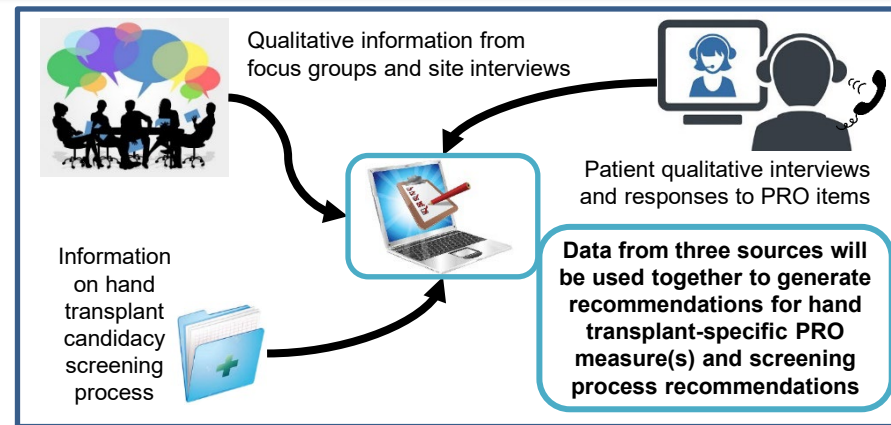 Qualitative information from
focus groups and site interviews
Patient qualitative interviews
and responses to PRO items
Information
on hand
transplant
candidacy
screening
process
Data from three sources will
be used together to generate
recommendations for hand
transplant-specific PRO
measure(s) and screening
process recommendations